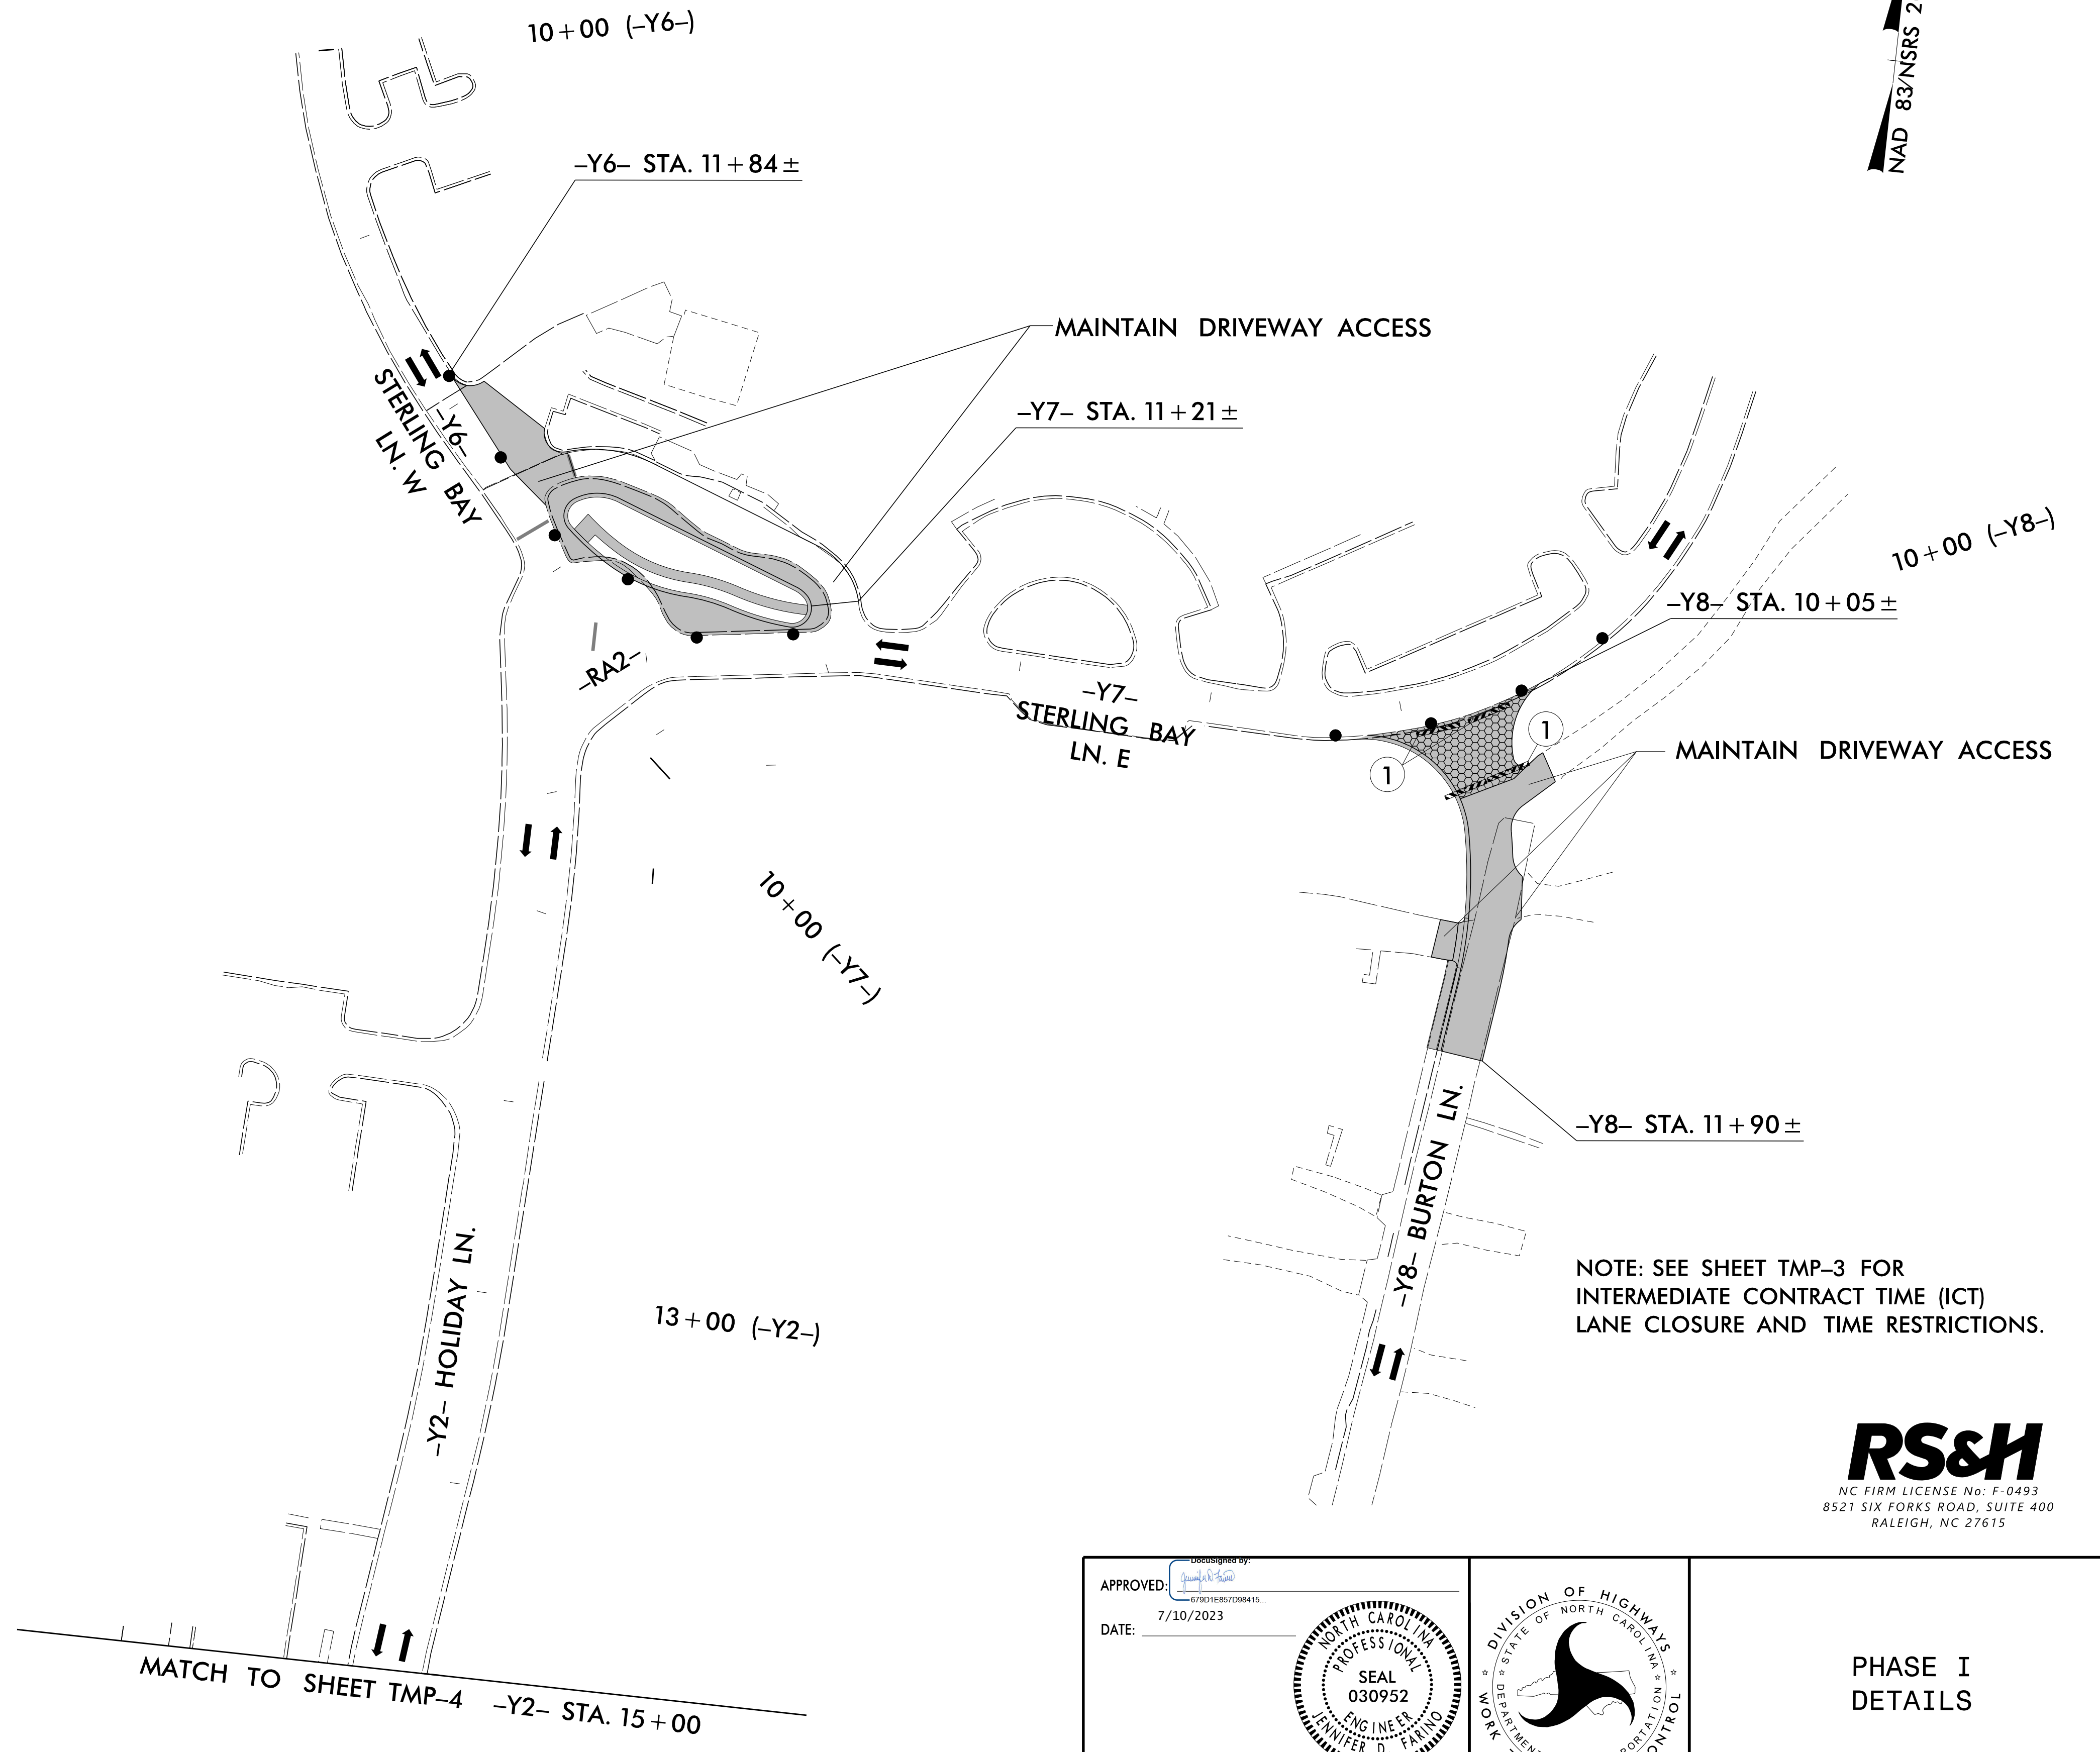 10+00 (–Y6–)
NAD 83/NSRS 2
–Y6– STA. 11+84±
MAINTAIN DRIVEWAY ACCESS
–Y7– STA. 11+21±
STERLING BAY
LN. W
–Y6–
10+00 (–Y8–)
–Y8– STA. 10+05±
–RA2–
–Y7–
STERLING BAY
LN. E
1
1
MAINTAIN DRIVEWAY ACCESS
10+00 (–Y7–)
–Y8– STA. 11+90±
–Y8– BURTON LN.
–Y2– HOLIDAY LN.
13+00 (–Y2–)
NOTE: SEE SHEET TMP–3 FOR
INTERMEDIATE CONTRACT TIME (ICT)
LANE CLOSURE AND TIME RESTRICTIONS.
RS&H
NC FIRM LICENSE No: F-0493
8521 SIX FORKS ROAD, SUITE 400
RALEIGH, NC 27615
MATCH TO SHEET TMP–4 –Y2– STA. 15+00
DocuSigned by:
APPROVED:
679D1E857D98415...
7/10/2023
DATE:
NORTH CAROLINA
PROFESSIONAL
SEAL
030952
ENGINEER
JENNIFER D. FARINO
DIVISION OF HIGHWAYS
STATE OF NORTH CAROLINA
WORK
PHASE I
DETAILS